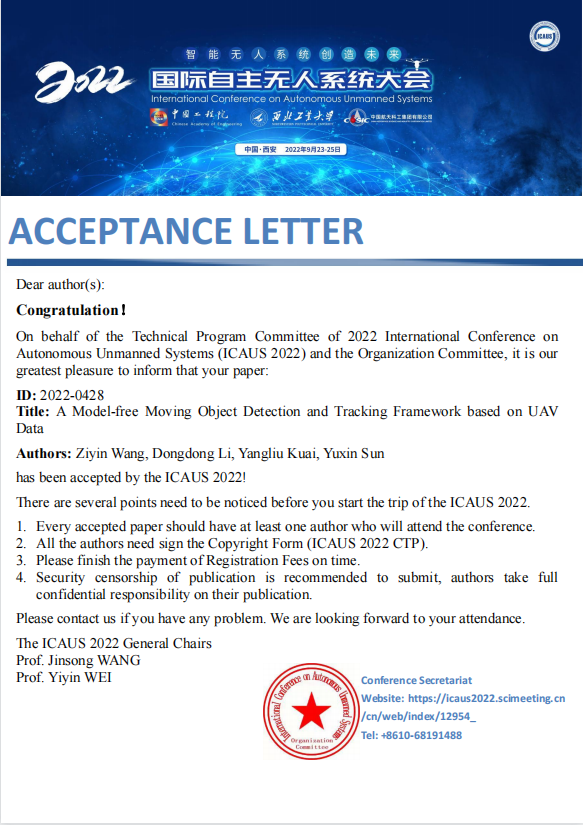 ICAUS
智能无人系统创造未来
2022
国际自主无人系统大会
International Conference on Autonomous Unmanned Systems
中国工程院
Chinese Academy of Engineering
西北工业大学
CASIC
中国航天科工集团有限公司
中国·西安 2022年9月23-25日
ACCEPTANCE LETTER
Dear author(s):
Congratulation！
On behalf of the Technical Program Committee of 2022 International Conference on
Autonomous Unmanned Systems (ICAUS 2022) and the Organization Committee, it is our
greatest pleasure to inform that your paper:
ID: 2022-0428
Title: A Model-free Moving Object Detection and Tracking Framework based on UAV
Data
Authors: Ziyin Wang, Dongdong Li, Yangliu Kuai, Yuxin Sun
has been accepted by the ICAUS 2022!
There are several points need to be noticed before you start the trip of the ICAUS 2022.
1. Every accepted paper should have at least one author who will attend the conference.
2. All the authors need sign the Copyright Form (ICAUS 2022 CTP).
3. Please finish the payment of Registration Fees on time.
4. Security censorship of publication is recommended to submit, authors take full
confidential responsibility on their publication.
Please contact us if you have any problem. We are looking forward to your attendance.
The ICAUS 2022 General Chairs
Prof. Jinsong WANG
Prof. Yiyin WEI
International Conference on Autonomous Unmanned Systems
Organization
Committee
Conference Secretariat
Website: https://icaus2022.scimeeting.cn
/cn/web/index/12954_
Tel: +8610-68191488